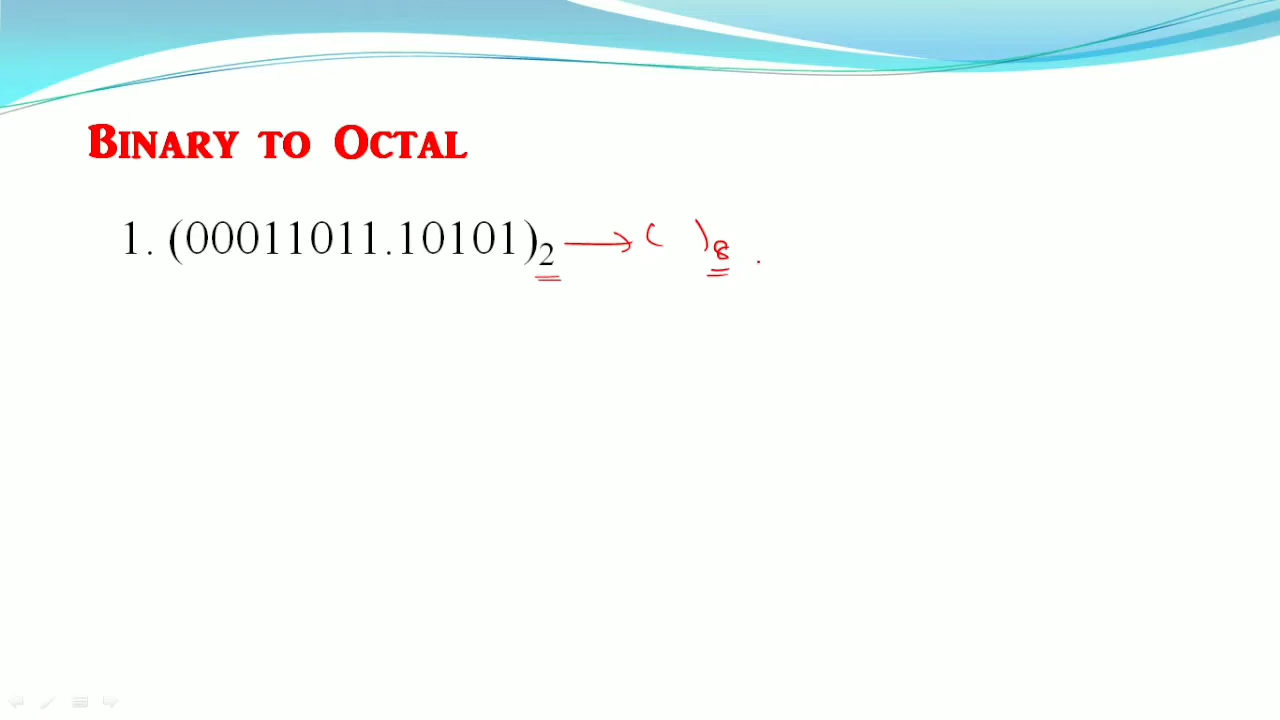 BINARY TO OCTAL
1. (00011011.10101)₂ → ( )₈